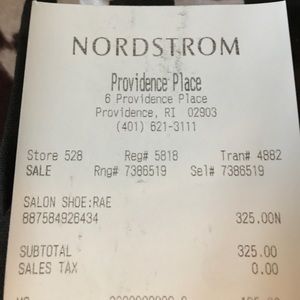 NORDSTROM
Providence Place
6 Providence Place
Providence, RI 02903
(401) 621-3111
Store 528 Reg# 5818 Tran# 4882
SALE Rng# 7386519 Sel# 7386519
SALON SHOE:RAE
887584926434 325.00N
SUBTOTAL 325.00
SALES TAX 0.00